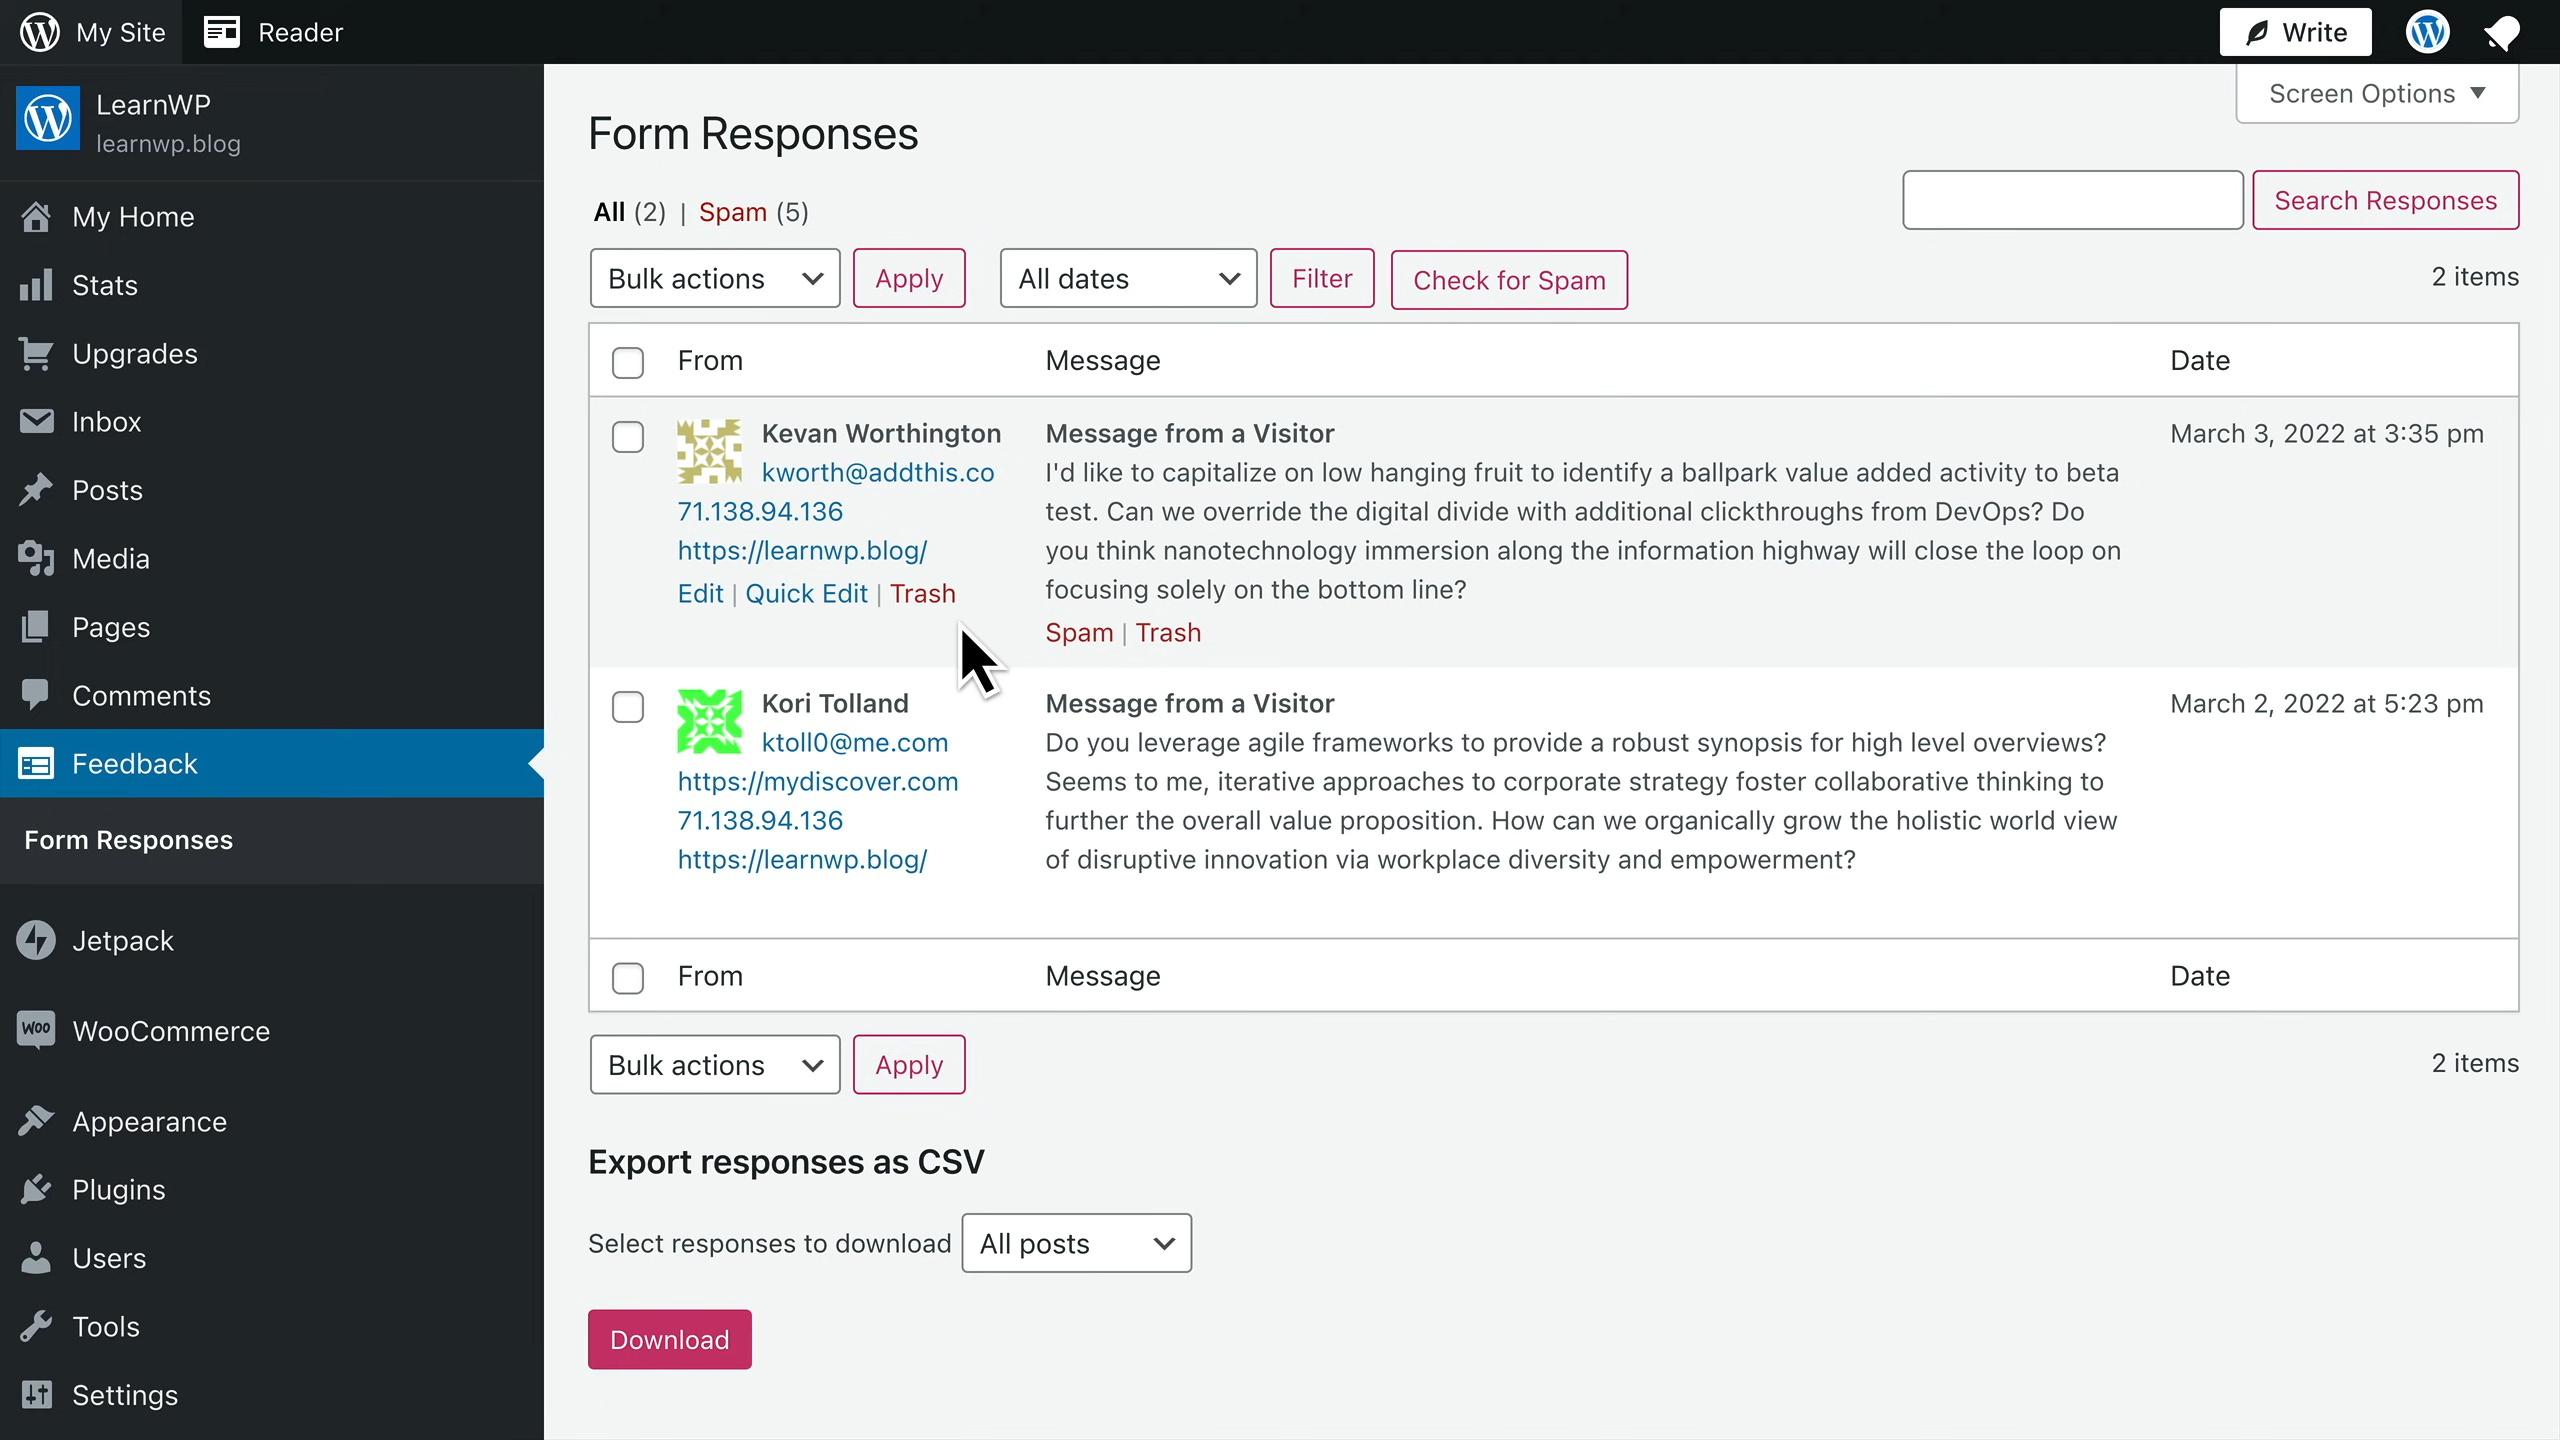 My Site
Reader
Write
LearnWP
learnwp.blog
My Home
Stats
Upgrades
Inbox
Posts
Media
Pages
Comments
Feedback
Form Responses
Jetpack
Woo
WooCommerce
Appearance
Plugins
Users
Tools
Settings
Screen Options
Form Responses
All (2) | Spam (5)
Search Responses
Bulk actions
Apply
All dates
Filter
Check for Spam
2 items
From
Message
Date
Kevan Worthington
kworth@addthis.co
71.138.94.136
https://learnwp.blog/
Edit | Quick Edit | Trash
Message from a Visitor
I'd like to capitalize on low hanging fruit to identify a ballpark value added activity to beta
test. Can we override the digital divide with additional clickthroughs from DevOps? Do
you think nanotechnology immersion along the information highway will close the loop on
focusing solely on the bottom line?
Spam | Trash
March 3, 2022 at 3:35 pm
Kori Tolland
ktoll0@me.com
https://mydiscover.com
71.138.94.136
https://learnwp.blog/
Message from a Visitor
Do you leverage agile frameworks to provide a robust synopsis for high level overviews?
Seems to me, iterative approaches to corporate strategy foster collaborative thinking to
further the overall value proposition. How can we organically grow the holistic world view
of disruptive innovation via workplace diversity and empowerment?
March 2, 2022 at 5:23 pm
From
Message
Date
Bulk actions
Apply
2 items
Export responses as CSV
Select responses to download
All posts
Download